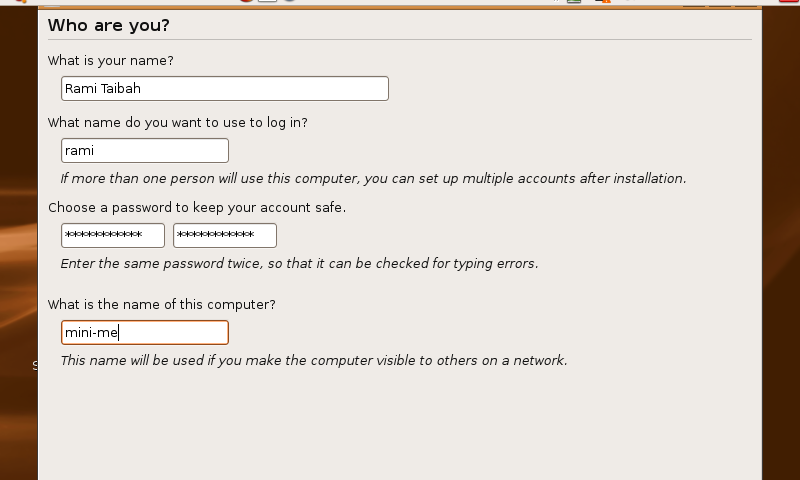 Who are you?
What is your name?
Rami Taibah
What name do you want to use to log in?
rami
If more than one person will use this computer, you can set up multiple accounts after installation.
Choose a password to keep your account safe.
*********** ***********
Enter the same password twice, so that it can be checked for typing errors.
What is the name of this computer?
mini-me
This name will be used if you make the computer visible to others on a network.